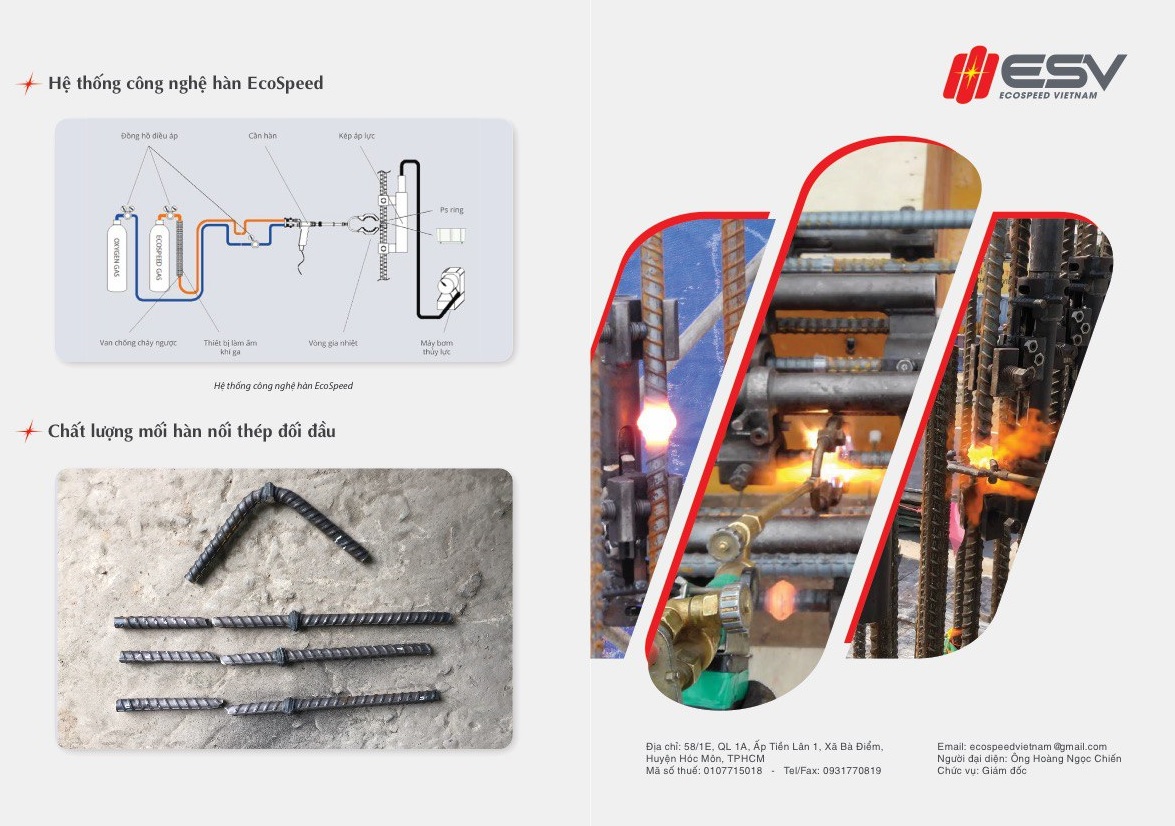 Hệ thống công nghệ hàn EcoSpeed
Đồng hồ điều áp
Cần hàn
Kép áp lực
Ps ring
OXYGEN GAS
ECOSPEED GAS
Van chống cháy ngược
Thiết bị làm ấm
khí ga
Vòng gia nhiệt
Máy bơm
thủy lực
Hệ thống công nghệ hàn EcoSpeed
Chất lượng mối hàn nối thép đối đầu
ESV
ECOSPEED VIETNAM
Địa chỉ: 58/1E, QL 1A, Ấp Tiền Lân 1, Xã Bà Điểm,
Huyện Hóc Môn, TPHCM
Mã số thuế: 0107715018 - Tel/Fax: 0931770819
Email: ecospeedvietnam@gmail.com
Người đại diện: Ông Hoàng Ngọc Chiến
Chức vụ: Giám đốc